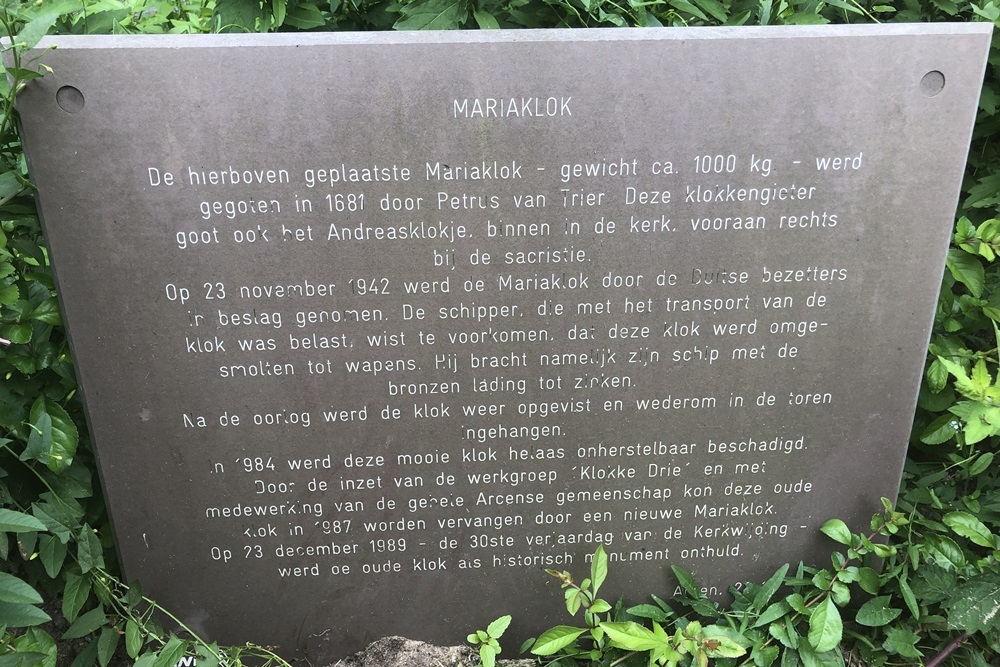 MARIAKLOK
De hierboven geplaatste Mariaklok - gewicht ca. 1000 kg. - werd
gegoten in 1681 door Petrus van Trier. Deze klokkengieter
goot ook het Andreasklokje, binnen in de kerk, vooraan rechts
bij de sacristie.
Op 23 november 1942 werd de Mariaklok door de Duitse bezetters
in beslag genomen. De schipper, die met het transport van de
klok was belast, wist te voorkomen, dat deze klok werd omge-
smolten tot wapens. Hij bracht namelijk zijn schip met de
bronzen lading tot zinken.
Na de oorlog werd de klok weer opgevist en wederom in de toren
ingehangen.
In 1984 werd deze mooie klok helaas onherstelbaar beschadigd.
Door de inzet van de werkgroep "Klokke Drie" en met
medewerking van de gehele Arcense gemeenschap kon deze oude
klok in 1987 worden vervangen door een nieuwe Mariaklok.
Op 23 december 1989 - de 30ste verjaardag van de Kerkwijding -
werd de oude klok als historisch monument onthuld.
Arcen,